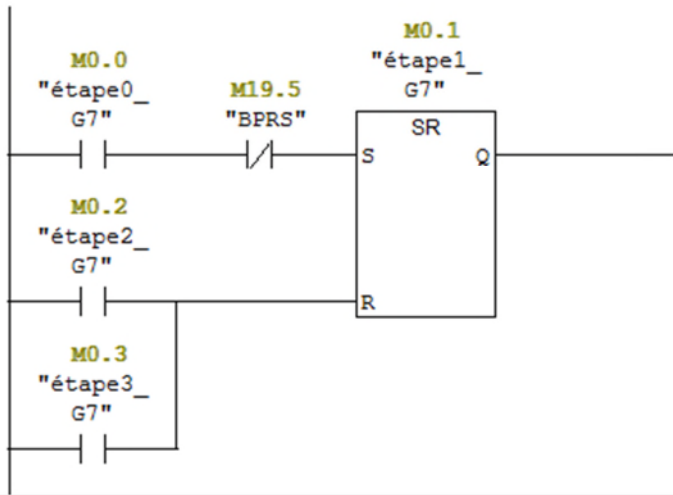 M0.0
"étape0_
G7"
M19.5
"BPRS"
M0.1
"étape1_
G7"
SR
S
Q
M0.2
"étape2_
G7"
R
M0.3
"étape3_
G7"